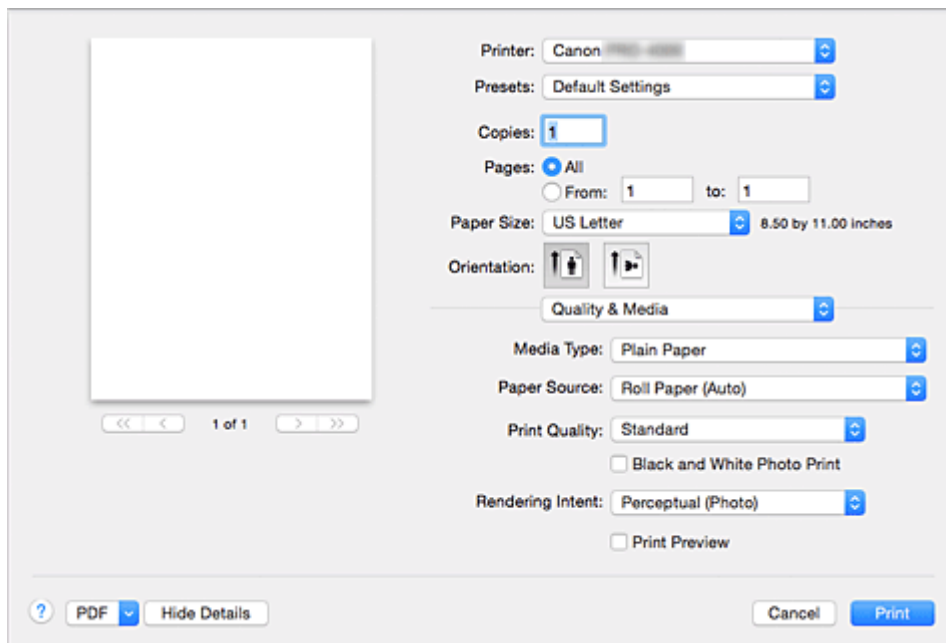 Printer: Canon
Presets: Default Settings
Copies: 1
Pages: All
From: 1 to: 1
Paper Size: US Letter 8.50 by 11.00 inches
Orientation:
Quality & Media
Media Type: Plain Paper
Paper Source: Roll Paper (Auto)
1 of 1
Print Quality: Standard
Black and White Photo Print
Rendering Intent: Perceptual (Photo)
Print Preview
? PDF Hide Details Cancel Print